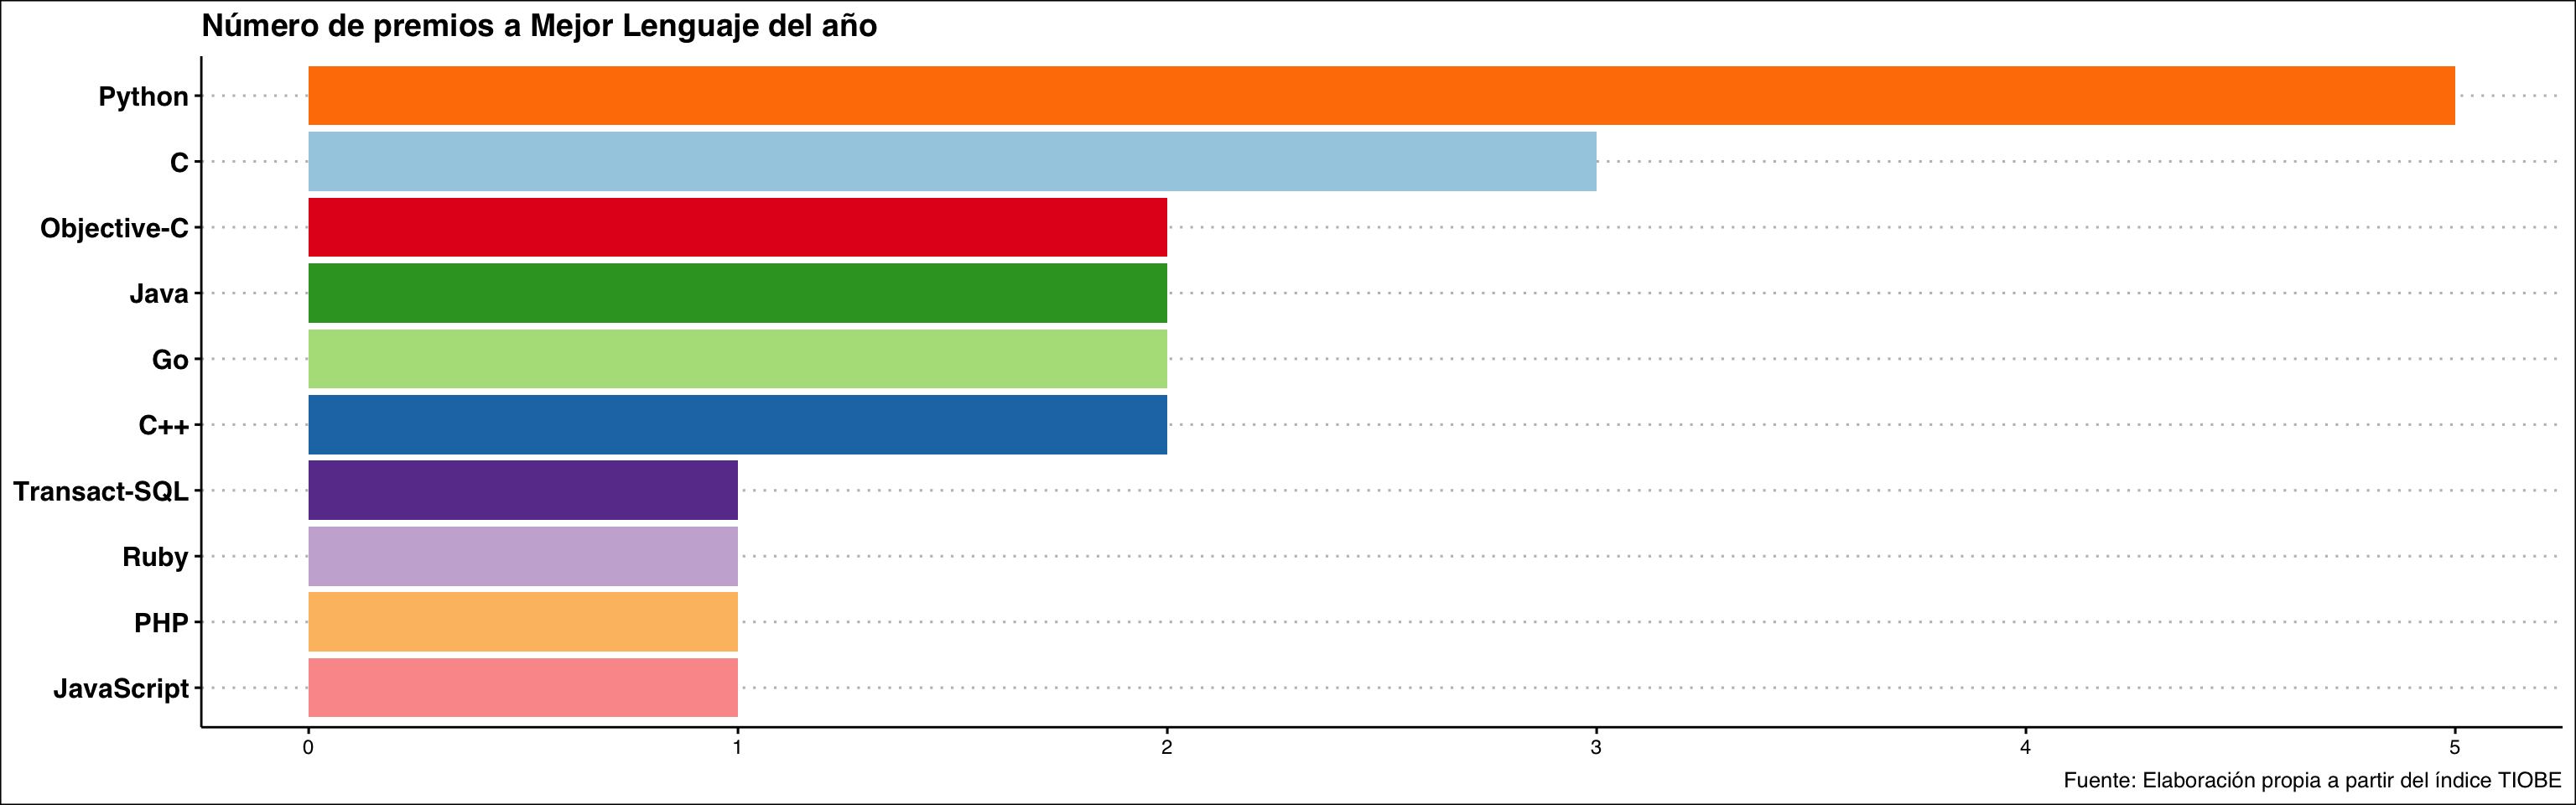 Número de premios a Mejor Lenguaje del año
Python
C
Objective-C
Java
Go
C++
Transact-SQL
Ruby
PHP
JavaScript
0 1 2 3 4 5
Fuente: Elaboración propia a partir del índice TIOBE